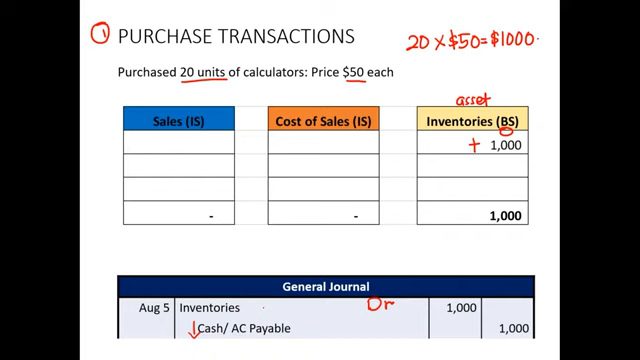 ① PURCHASE TRANSACTIONS
20 × $50 = $1000.
Purchased 20 units of calculators: Price $50 each
asset
Sales (IS) Cost of Sales (IS) Inventories (BS)
+ 1,000
- - 1,000
General Journal
Aug 5 Inventories Dr 1,000
↓ Cash/ AC Payable 1,000